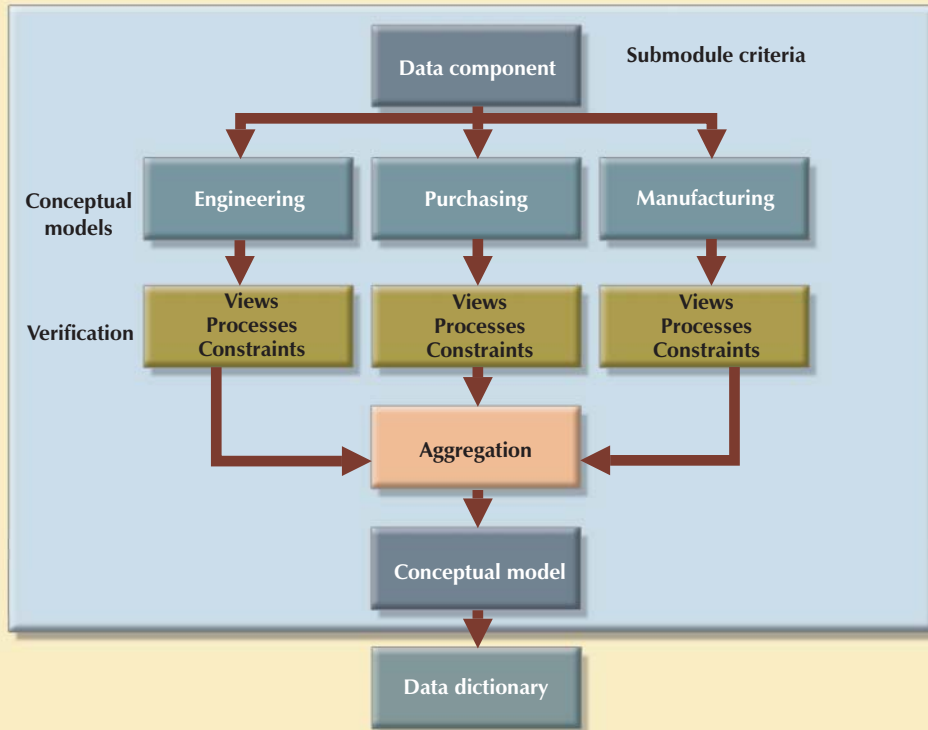 Data component
Submodule criteria
Conceptual
models
Engineering
Purchasing
Manufacturing
Verification
Views
Processes
Constraints
Views
Processes
Constraints
Views
Processes
Constraints
Aggregation
Conceptual model
Data dictionary